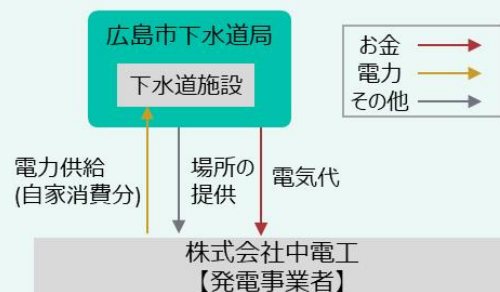 広島市下水道局
下水道施設
お金
電力
その他
電力供給
(自家消費分)
場所の
提供
電気代
株式会社中電工
【発電事業者】